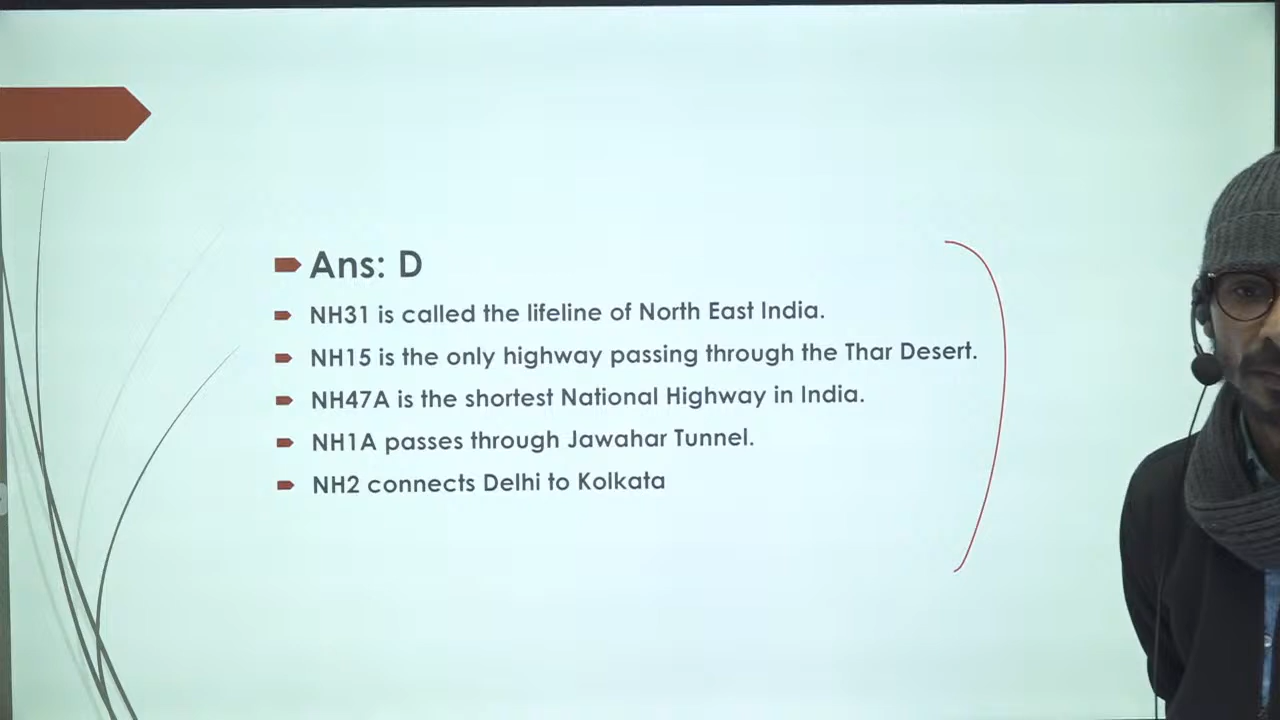 Ans: D
NH31 is called the lifeline of North East India.
NH15 is the only highway passing through the Thar Desert.
NH47A is the shortest National Highway in India.
NH1A passes through Jawahar Tunnel.
NH2 connects Delhi to Kolkata